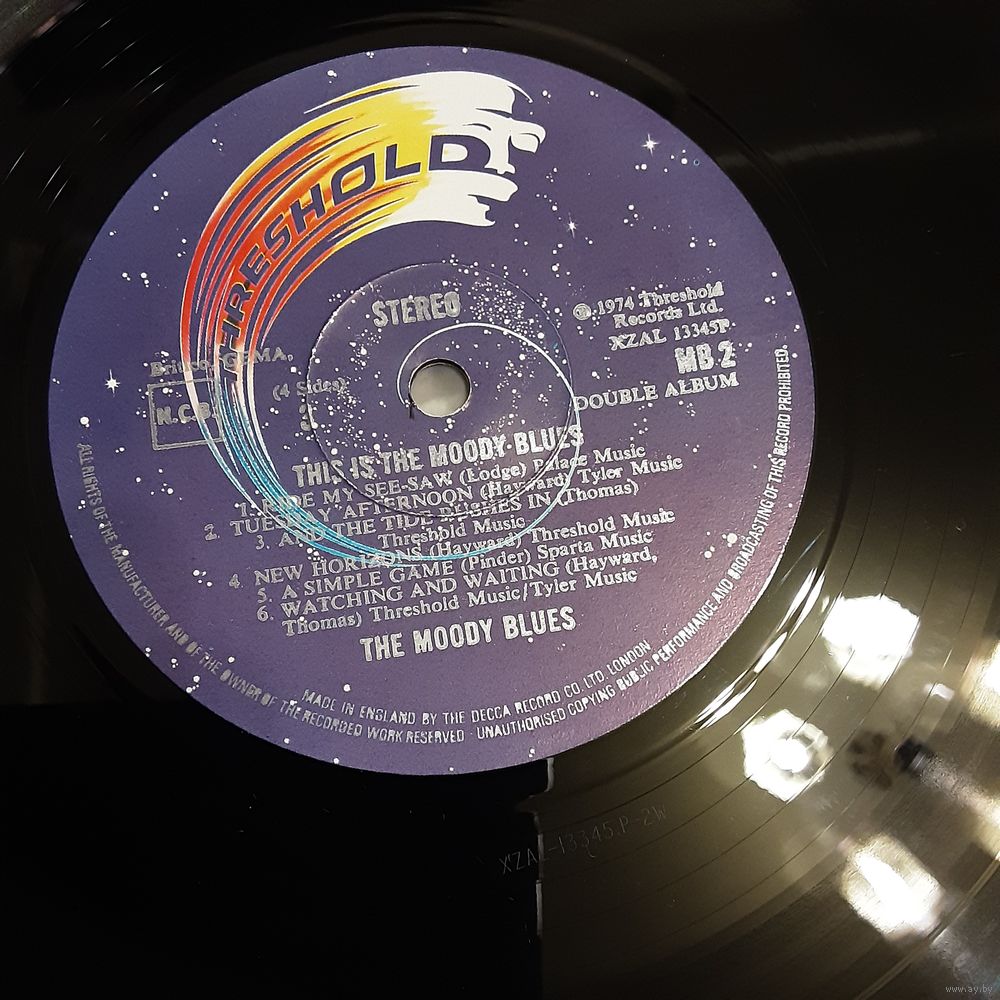 THRESHOLD
STEREO
Ⓟ 1974 Threshold
Records Ltd.
XZAL 13345P
MB.2
DOUBLE ALBUM
GEMA,
N.C.B.
(4 Sides)
THIS IS THE MOODY BLUES
1. RIDE MY SEE-SAW (Lodge) Palace Music
2. TUESDAY AFTERNOON (Hayward) Tyler Music
3. AND THE TIDE RUSHES IN (Thomas)
Threshold Music
4. NEW HORIZONS (Hayward) Threshold Music
5. A SIMPLE GAME (Pinder) Sparta Music
6. WATCHING AND WAITING (Hayward,
Thomas) Threshold Music/Tyler Music
THE MOODY BLUES
MADE IN ENGLAND BY THE DECCA RECORD CO. LTD. LONDON
ALL RIGHTS OF THE MANUFACTURER AND OF THE OWNER OF THE RECORDED WORK RESERVED · UNAUTHORISED COPYING PUBLIC PERFORMANCE AND BROADCASTING OF THIS RECORD PROHIBITED.
XZAL-13345.P-2W
www.ay.by